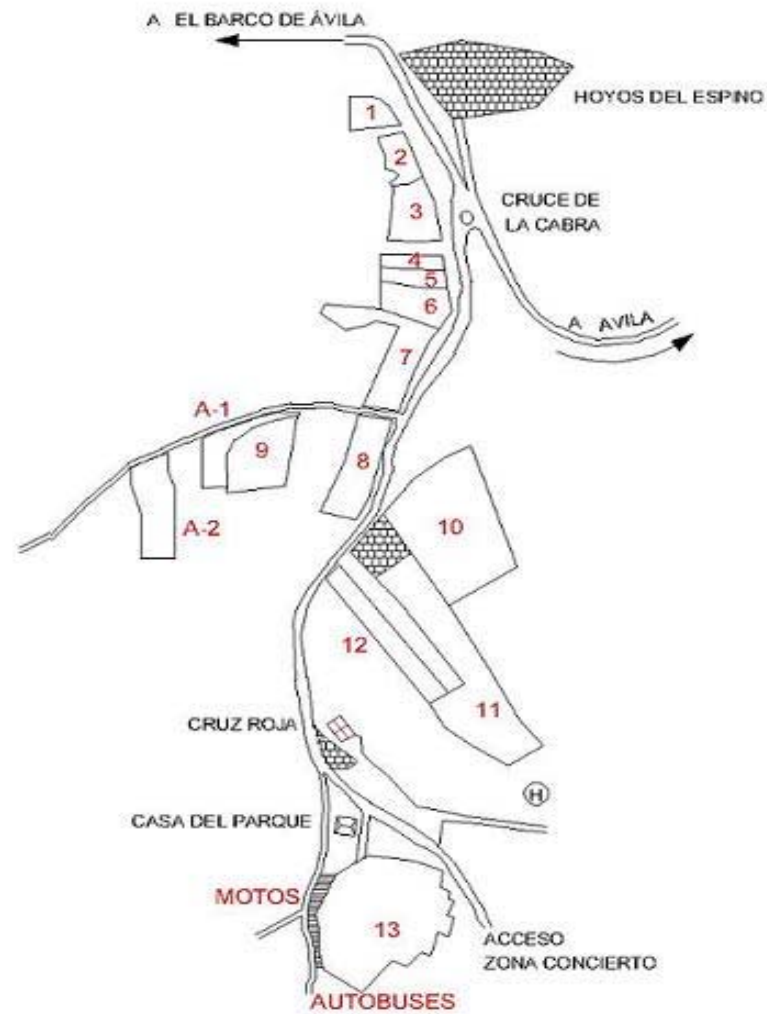 A EL BARCO DE ÁVILA
HOYOS DEL ESPINO
1
2
3
CRUCE DE
LA CABRA
4
5
6
A AVILA
7
A-1
9
8
A-2
10
12
11
CRUZ ROJA
H
CASA DEL PARQUE
MOTOS
13
ACCESO
ZONA CONCIERTO
AUTOBUSES